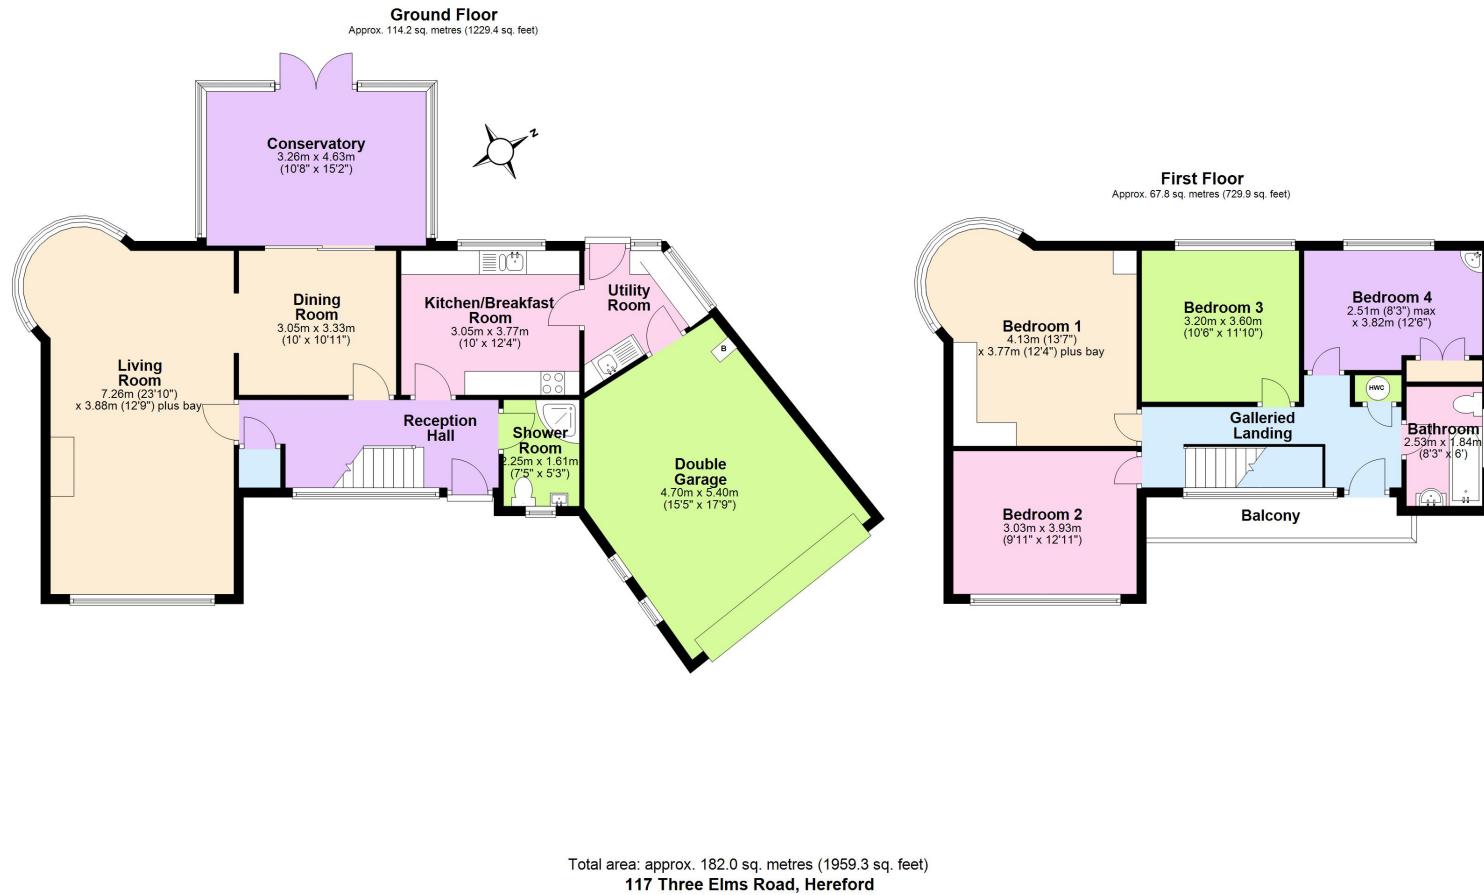 Ground Floor
Approx. 114.2 sq. metres (1229.4 sq. feet)
Conservatory
3.26m x 4.63m
(10'8" x 15'2")
N
Living
Room
7.26m (23'10")
x 3.88m (12'9") plus bay
Dining
Room
3.05m x 3.33m
(10' x 10'11")
Kitchen/Breakfast
Room
3.05m x 3.77m
(10' x 12'4")
Utility
Room
B
Reception
Hall
Shower
Room
2.25m x 1.61m
(7'5" x 5'3")
Double
Garage
4.70m x 5.40m
(15'5" x 17'9")
First Floor
Approx. 67.8 sq. metres (729.9 sq. feet)
Bedroom 1
4.13m (13'7")
x 3.77m (12'4") plus bay
Bedroom 3
3.20m x 3.60m
(10'6" x 11'10")
Bedroom 4
2.51m (8'3") max
x 3.82m (12'6")
HWC
Galleried
Landing
Bathroom
2.53m x 1.84m
(8'3" x 6')
Bedroom 2
3.03m x 3.93m
(9'11" x 12'11")
Balcony
Total area: approx. 182.0 sq. metres (1959.3 sq. feet)
117 Three Elms Road, Hereford